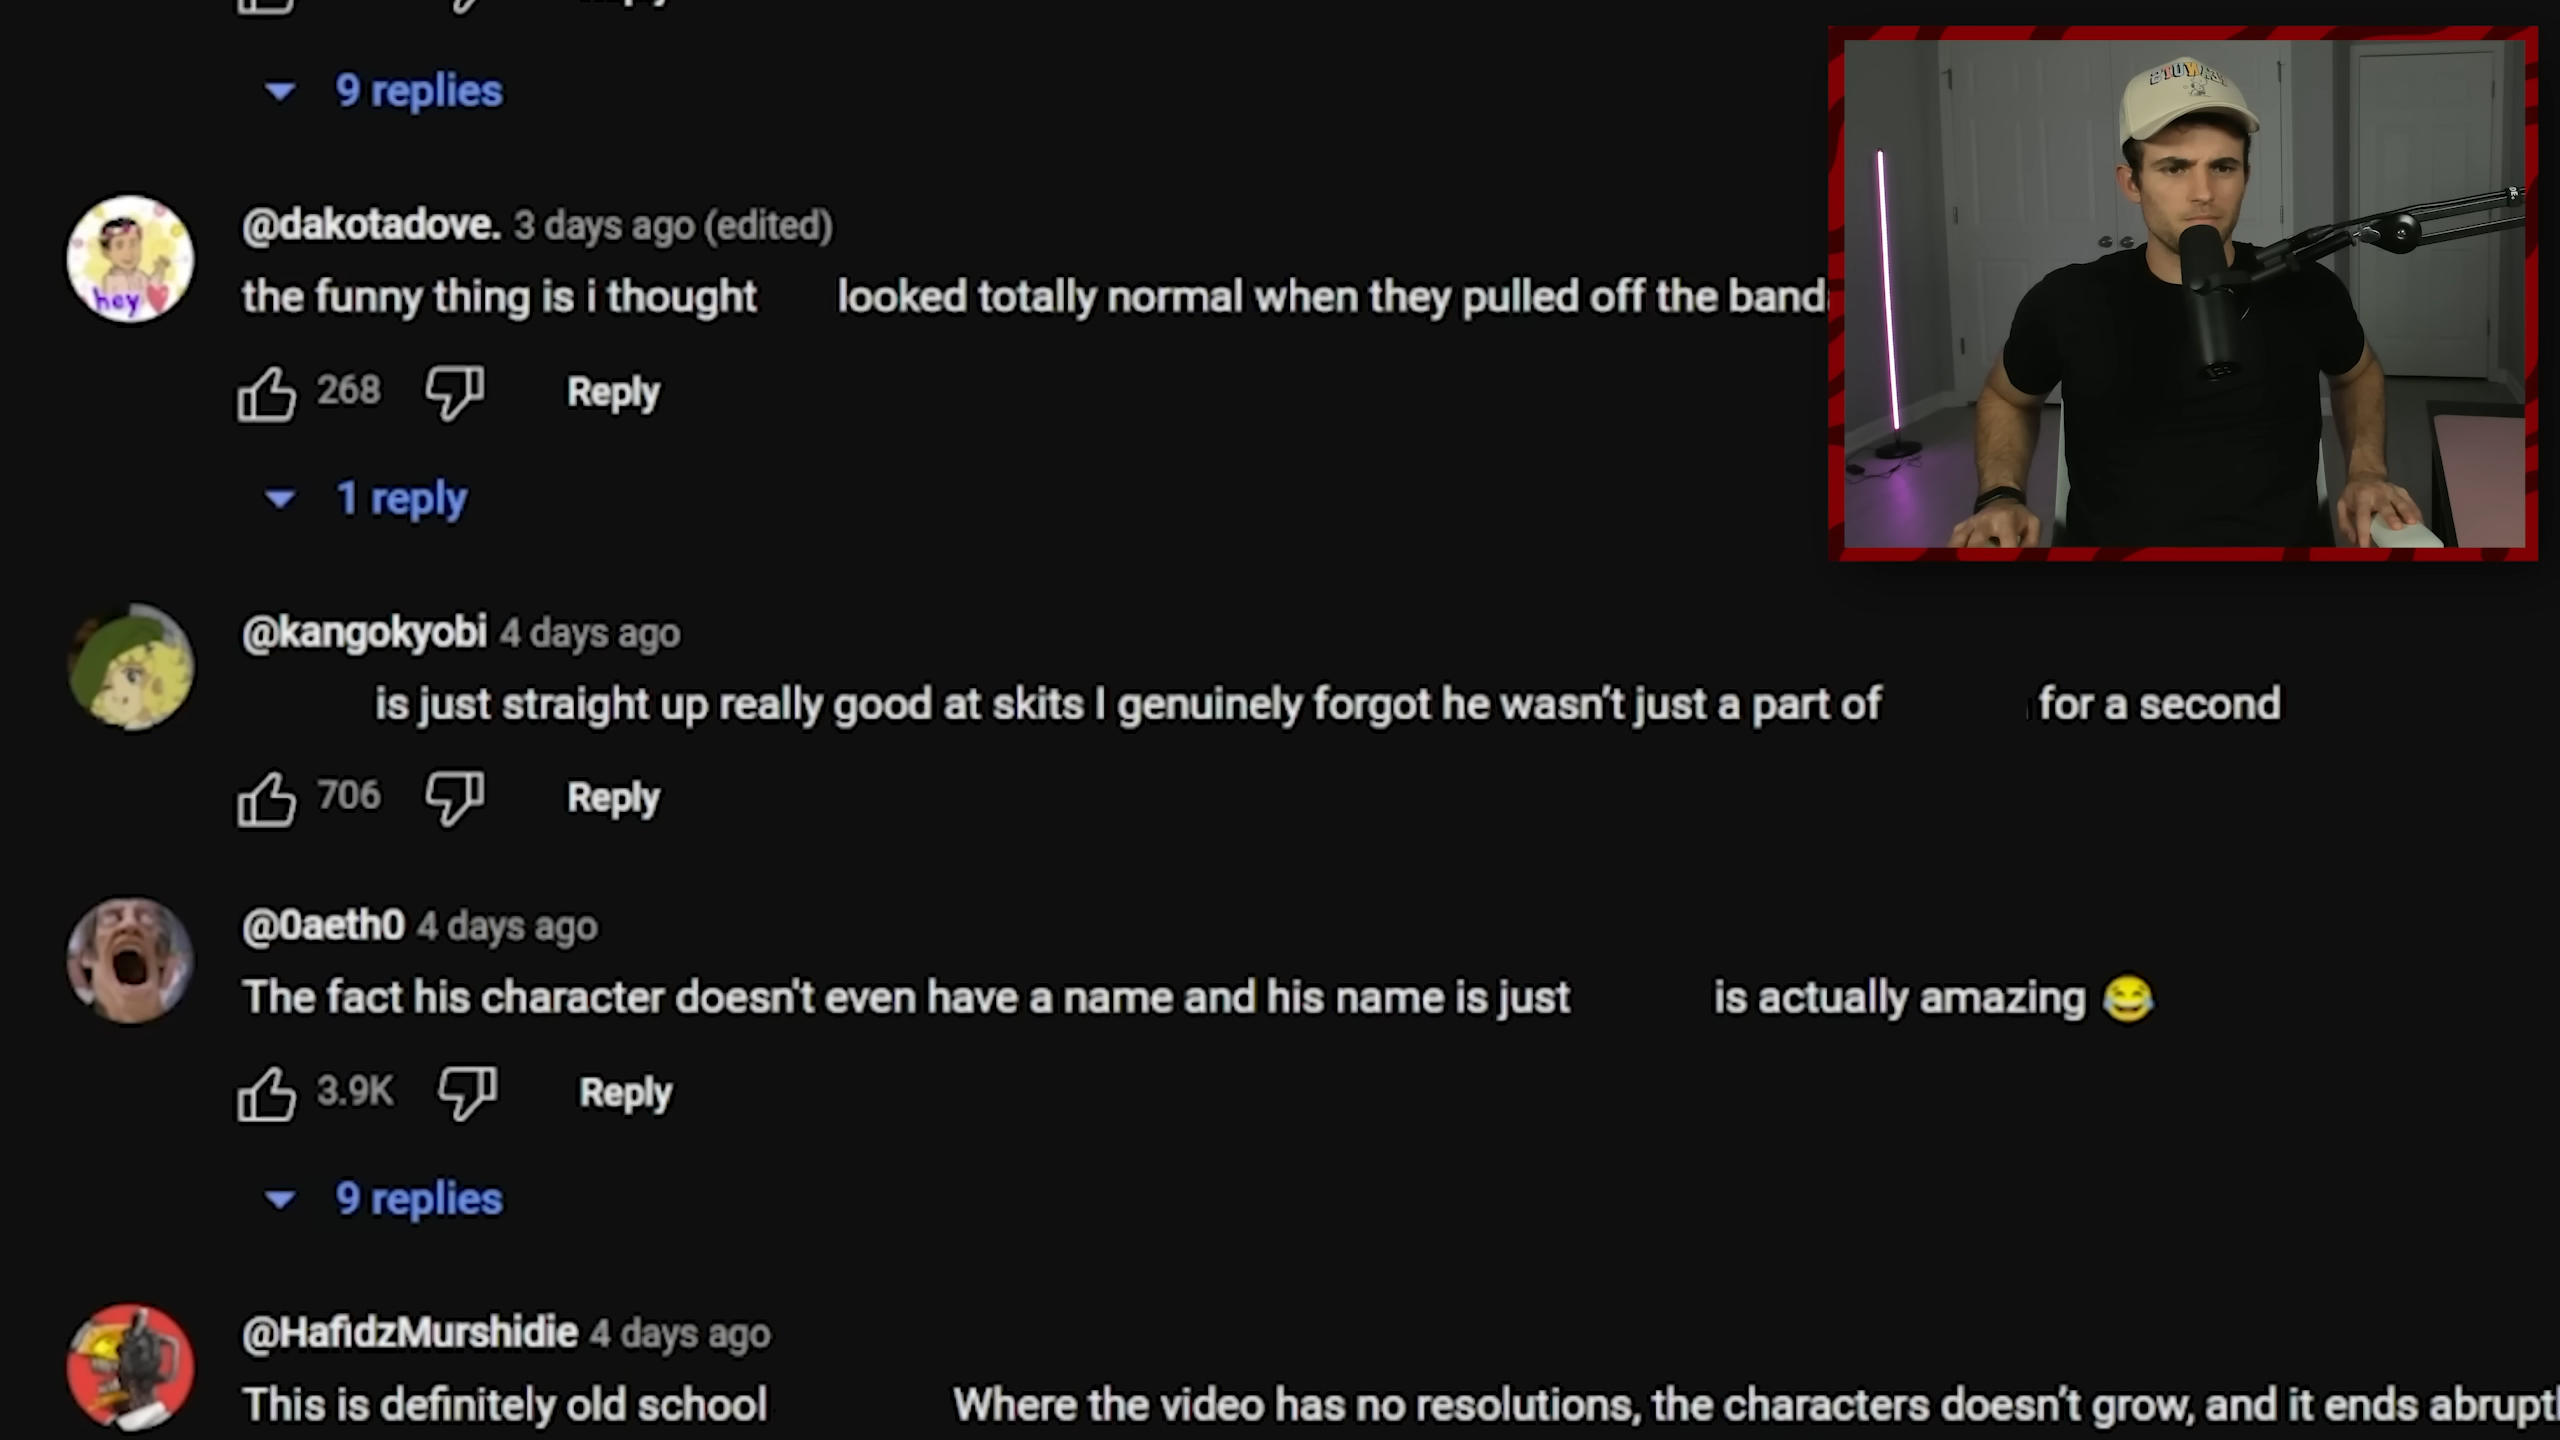 Reply
9 replies
@dakotadove. 3 days ago (edited)
the funny thing is i thought looked totally normal when they pulled off the band
268 Reply
1 reply
@kangokyobi 4 days ago
is just straight up really good at skits I genuinely forgot he wasn't just a part of for a second
706 Reply
@0aeth0 4 days ago
The fact his character doesn't even have a name and his name is just is actually amazing 😂
3.9K Reply
9 replies
@HafidzMurshidie 4 days ago
This is definitely old school Where the video has no resolutions, the characters doesn't grow, and it ends abruptl
hey